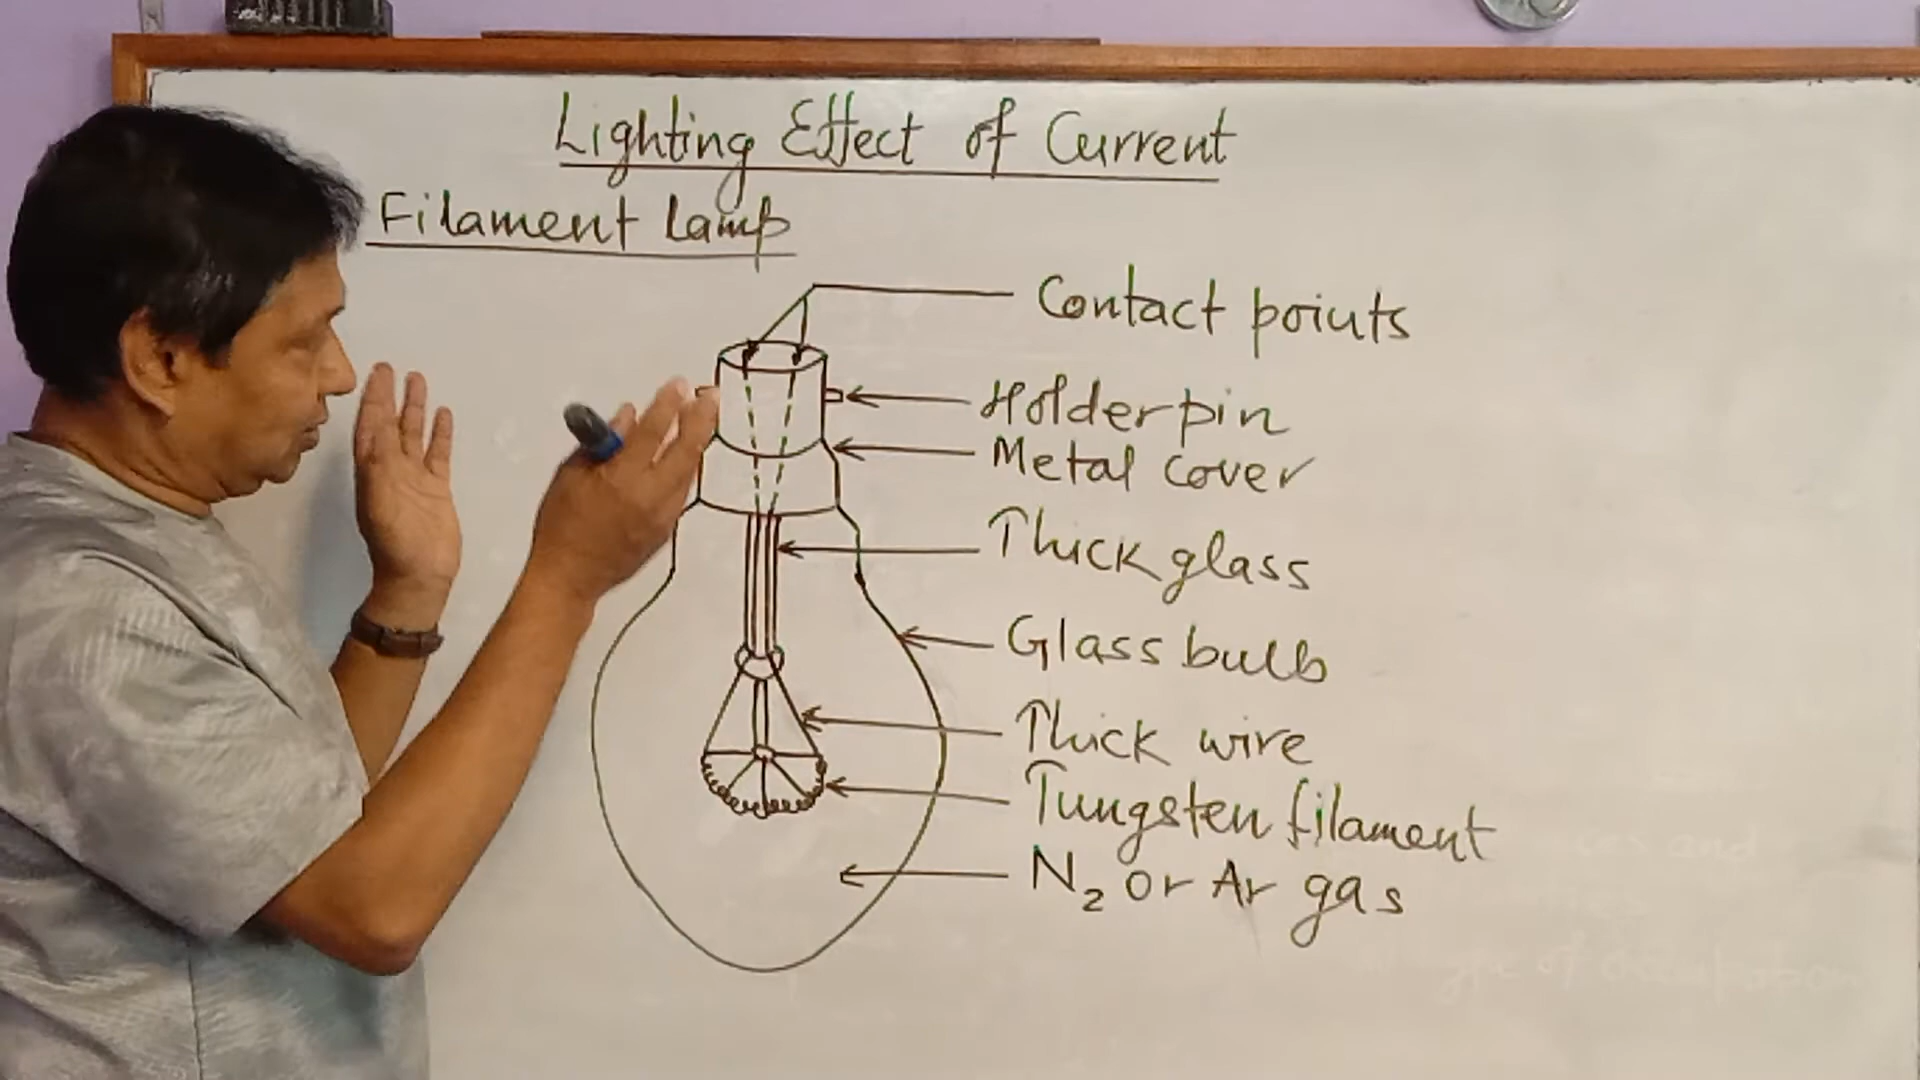 Lighting Effect of Current
Filament Lamp
Contact points
Holder pin
Metal cover
Thick glass
Glass bulb
Thick wire
Tungsten filament
N₂ or Ar gas